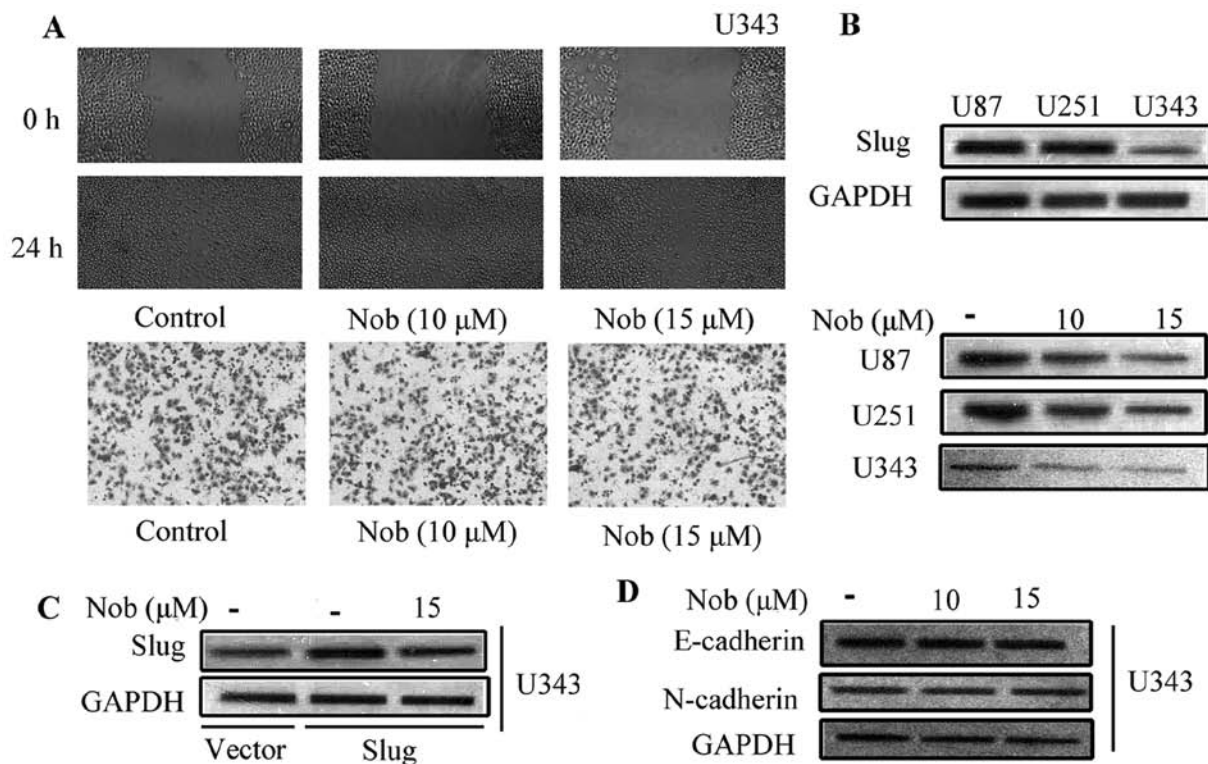 A
U343
0 h
24 h
Control Nob (10 μM) Nob (15 μM)
Control Nob (10 μM) Nob (15 μM)
B
U87 U251 U343
Slug
GAPDH
Nob (μM) - 10 15
U87
U251
U343
C
Nob (μM) - - 15
Slug
GAPDH
U343
Vector Slug
D
Nob (μM) - 10 15
E-cadherin
N-cadherin
GAPDH
U343